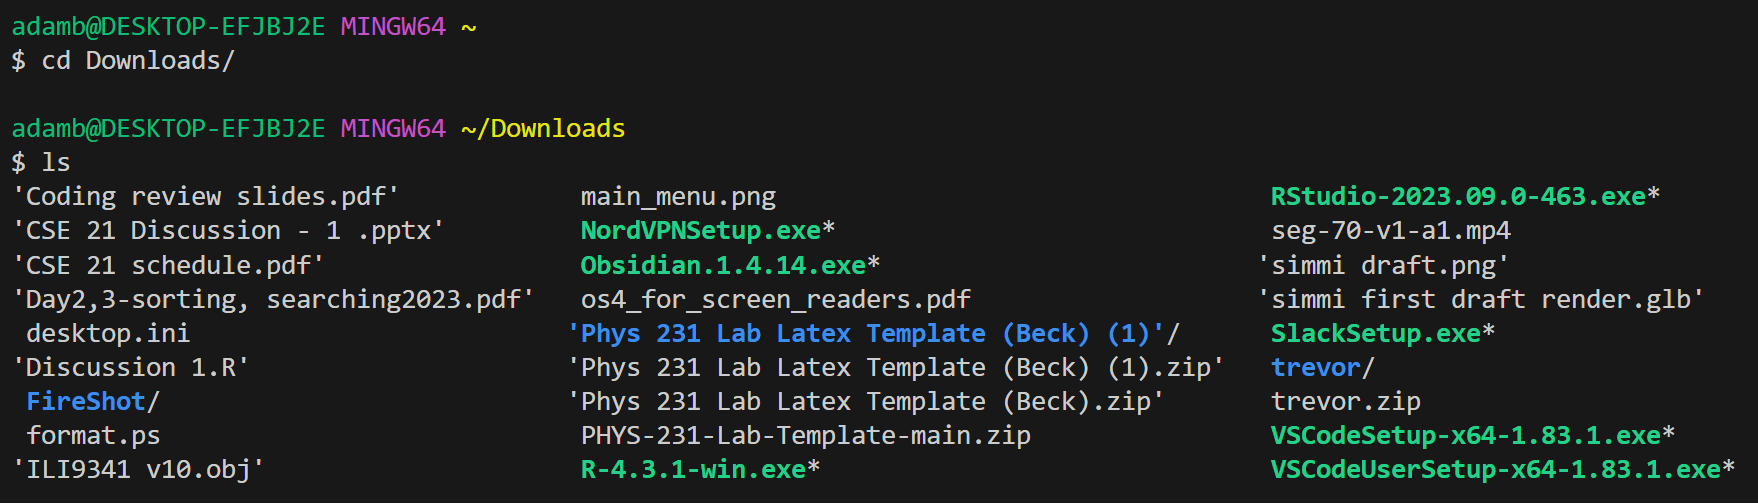 adamb@DESKTOP-EFJBJ2E MINGW64 ~
$ cd Downloads/
adamb@DESKTOP-EFJBJ2E MINGW64 ~/Downloads
$ ls
'Coding review slides.pdf' main_menu.png RStudio-2023.09.0-463.exe*
'CSE 21 Discussion - 1 .pptx' NordVPNSetup.exe* seg-70-v1-a1.mp4
'CSE 21 schedule.pdf' Obsidian.1.4.14.exe* 'simmi draft.png'
'Day2,3-sorting, searching2023.pdf' os4_for_screen_readers.pdf 'simmi first draft render.glb'
desktop.ini 'Phys 231 Lab Latex Template (Beck) (1)'/ SlackSetup.exe*
'Discussion 1.R' 'Phys 231 Lab Latex Template (Beck) (1).zip' trevor/
FireShot/ 'Phys 231 Lab Latex Template (Beck).zip' trevor.zip
format.ps PHYS-231-Lab-Template-main.zip VSCodeSetup-x64-1.83.1.exe*
'ILI9341 v10.obj' R-4.3.1-win.exe* VSCodeUserSetup-x64-1.83.1.exe*